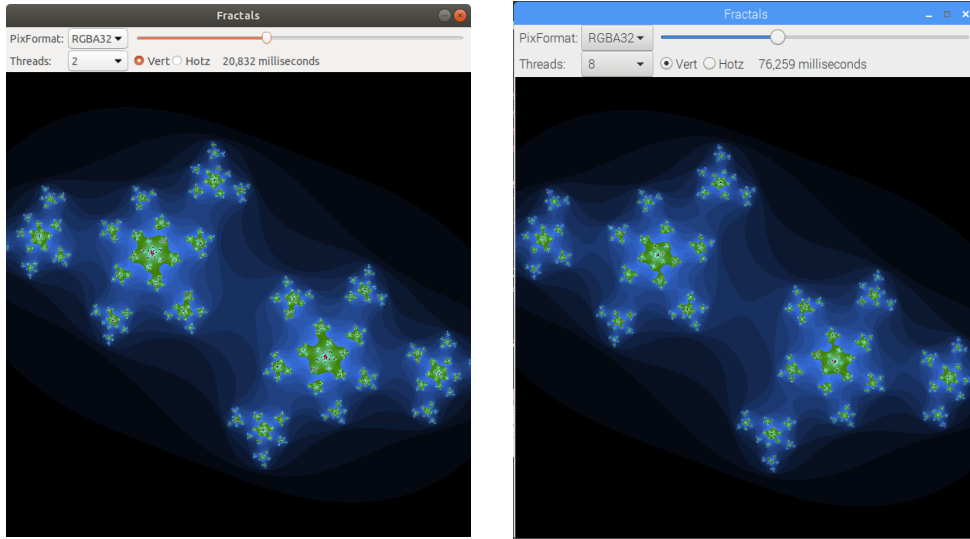 Fractals
PixFormat: RGBA32
Threads: 2 Vert Hotz 20,832 milliseconds
Fractals
PixFormat: RGBA32
Threads: 8 Vert Hotz 76,259 milliseconds